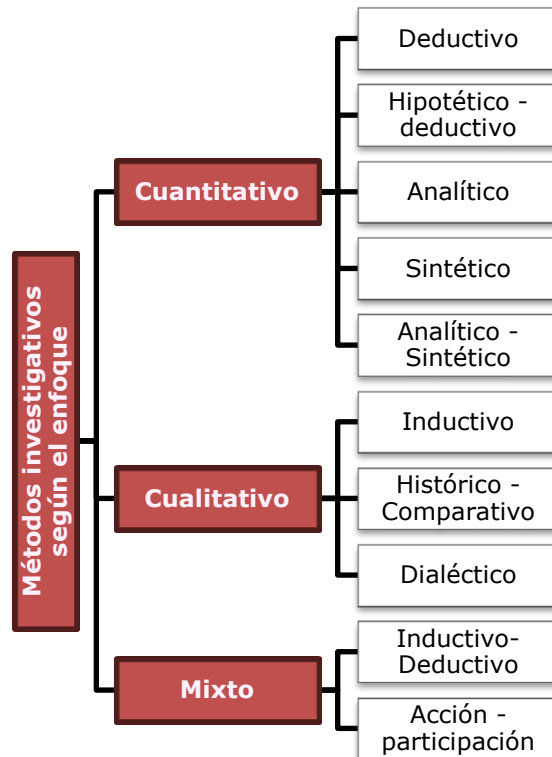 Métodos investigativos
según el enfoque
Cuantitativo
Deductivo
Hipotético -
deductivo
Analítico
Sintético
Analítico -
Sintético
Cualitativo
Inductivo
Histórico -
Comparativo
Dialéctico
Mixto
Inductivo-
Deductivo
Acción -
participación